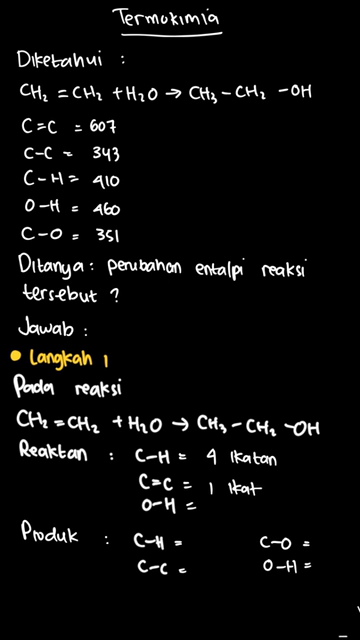 Termokimia
Diketahui :
CH₂ = CH₂ + H₂O → CH₃ – CH₂ – OH
C=C = 607
C–C = 343
C–H = 410
O–H = 460
C–O = 351
Ditanya : perubahan entalpi reaksi
tersebut ?
Jawab :
• Langkah 1
Pada reaksi
CH₂ = CH₂ + H₂O → CH₃ – CH₂ – OH
Reaktan : C–H = 4 Ikatan
C=C = 1 Ikat
O–H =
Produk : C–H = C–O =
C–C = O–H =